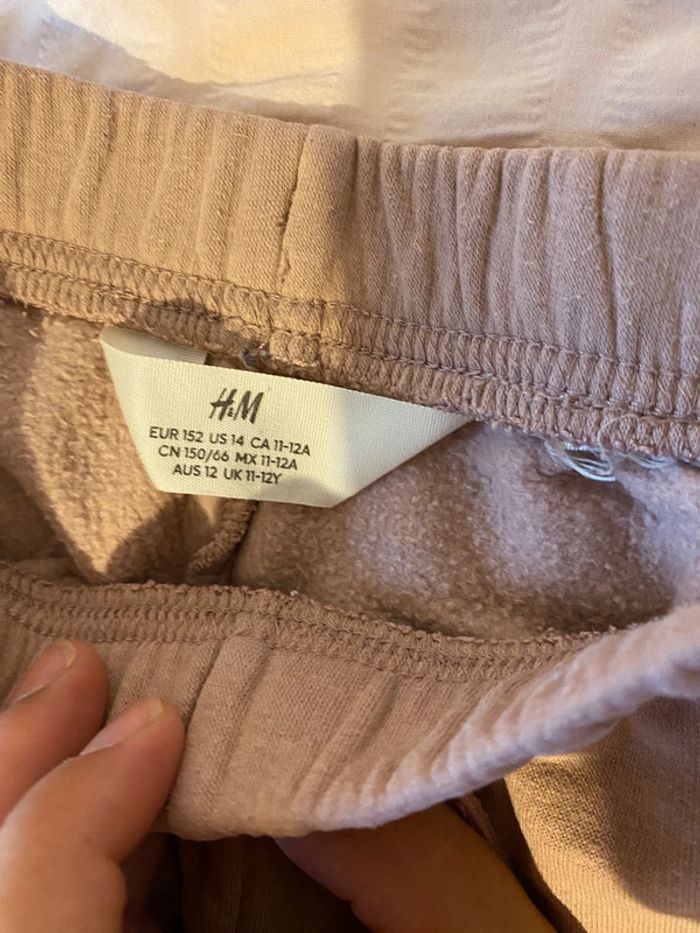 H&M
EUR 152 US 14 CA 11-12A
CN 150/66 MX 11-12A
AUS 12 UK 11-12Y